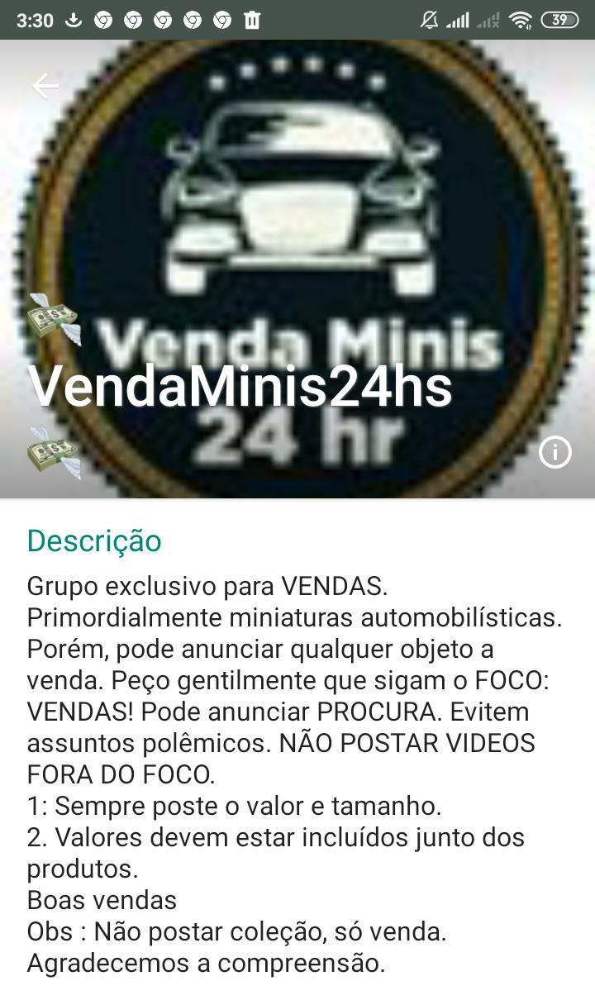 3:30
39
Venda Minis
VendaMinis24hs
24 hr
Descrição
Grupo exclusivo para VENDAS.
Primordialmente miniaturas automobilísticas.
Porém, pode anunciar qualquer objeto a
venda. Peço gentilmente que sigam o FOCO:
VENDAS! Pode anunciar PROCURA. Evitem
assuntos polêmicos. NÃO POSTAR VIDEOS
FORA DO FOCO.
1: Sempre poste o valor e tamanho.
2. Valores devem estar incluídos junto dos
produtos.
Boas vendas
Obs : Não postar coleção, só venda.
Agradecemos a compreensão.